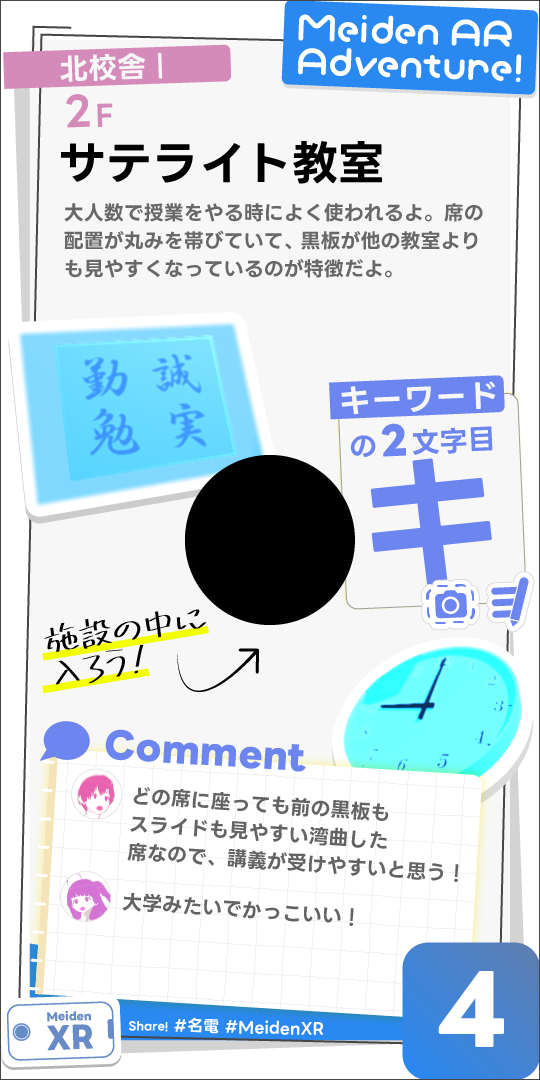 Meiden AR
Adventure!
北校舎Ⅰ
2F
サテライト教室
大人数で授業をやる時によく使われるよ。席の
配置が丸みを帯びていて、黒板が他の教室より
も見やすくなっているのが特徴だよ。
誠実
勤勉
キーワード
の2文字目
キ
施設の中に
入ろう!
2
3
4
5
6
7
Comment
どの席に座っても前の黒板も
スライドも見やすい湾曲した
席なので、講義が受けやすいと思う!
大学みたいでかっこいい!
4
Meiden
XR
Share! #名電 #MeidenXR